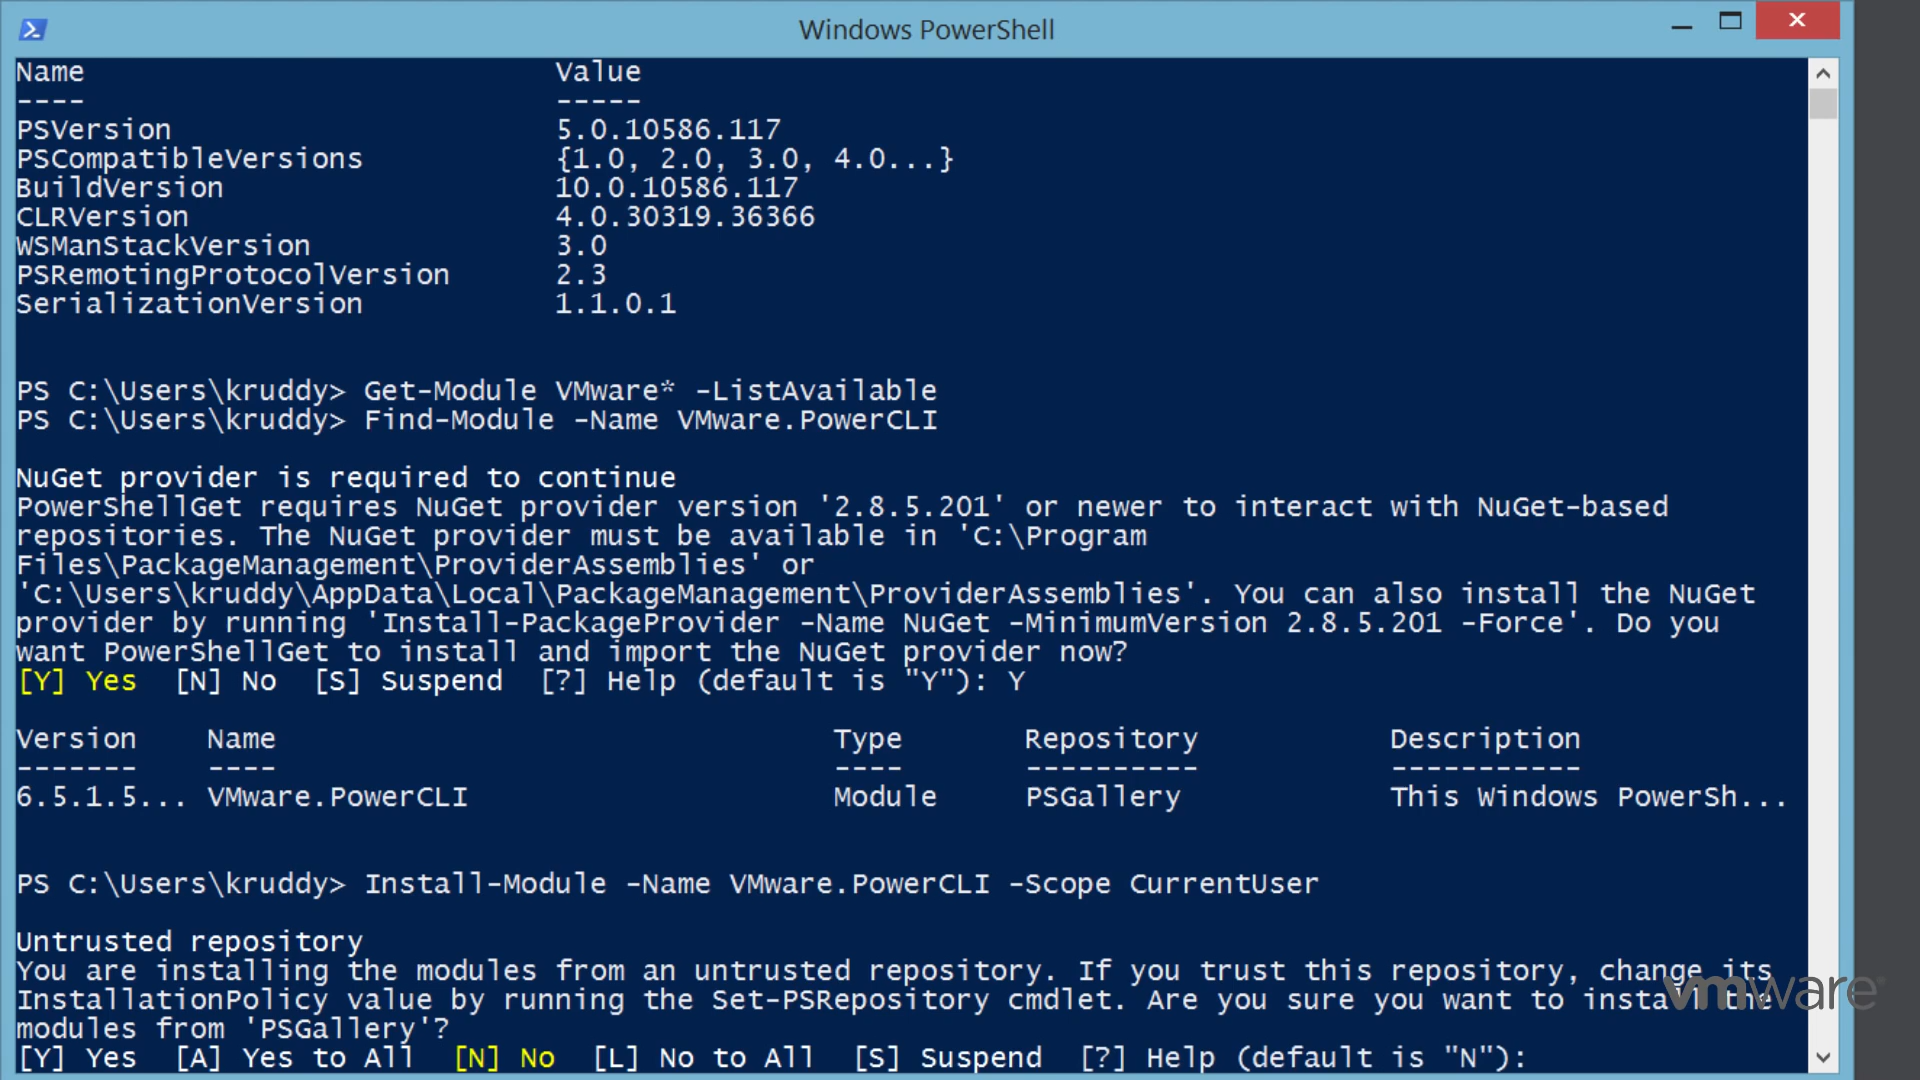 Windows PowerShell
Name Value
---- -----
PSVersion 5.0.10586.117
PSCompatibleVersions {1.0, 2.0, 3.0, 4.0...}
BuildVersion 10.0.10586.117
CLRVersion 4.0.30319.36366
WSManStackVersion 3.0
PSRemotingProtocolVersion 2.3
SerializationVersion 1.1.0.1
PS C:\Users\kruddy> Get-Module VMware* -ListAvailable
PS C:\Users\kruddy> Find-Module -Name VMware.PowerCLI
NuGet provider is required to continue
PowerShellGet requires NuGet provider version '2.8.5.201' or newer to interact with NuGet-based
repositories. The NuGet provider must be available in 'C:\Program
Files\PackageManagement\ProviderAssemblies' or
'C:\Users\kruddy\AppData\Local\PackageManagement\ProviderAssemblies'. You can also install the NuGet
provider by running 'Install-PackageProvider -Name NuGet -MinimumVersion 2.8.5.201 -Force'. Do you
want PowerShellGet to install and import the NuGet provider now?
[Y] Yes [N] No [S] Suspend [?] Help (default is "Y"): Y
Version Name Type Repository Description
------- ---- ---- ---------- -----------
6.5.1.5... VMware.PowerCLI Module PSGallery This Windows PowerSh...
PS C:\Users\kruddy> Install-Module -Name VMware.PowerCLI -Scope CurrentUser
Untrusted repository
You are installing the modules from an untrusted repository. If you trust this repository, change its
InstallationPolicy value by running the Set-PSRepository cmdlet. Are you sure you want to install the
modules from 'PSGallery'?
[Y] Yes [A] Yes to All [N] No [L] No to All [S] Suspend [?] Help (default is "N"):
vmware